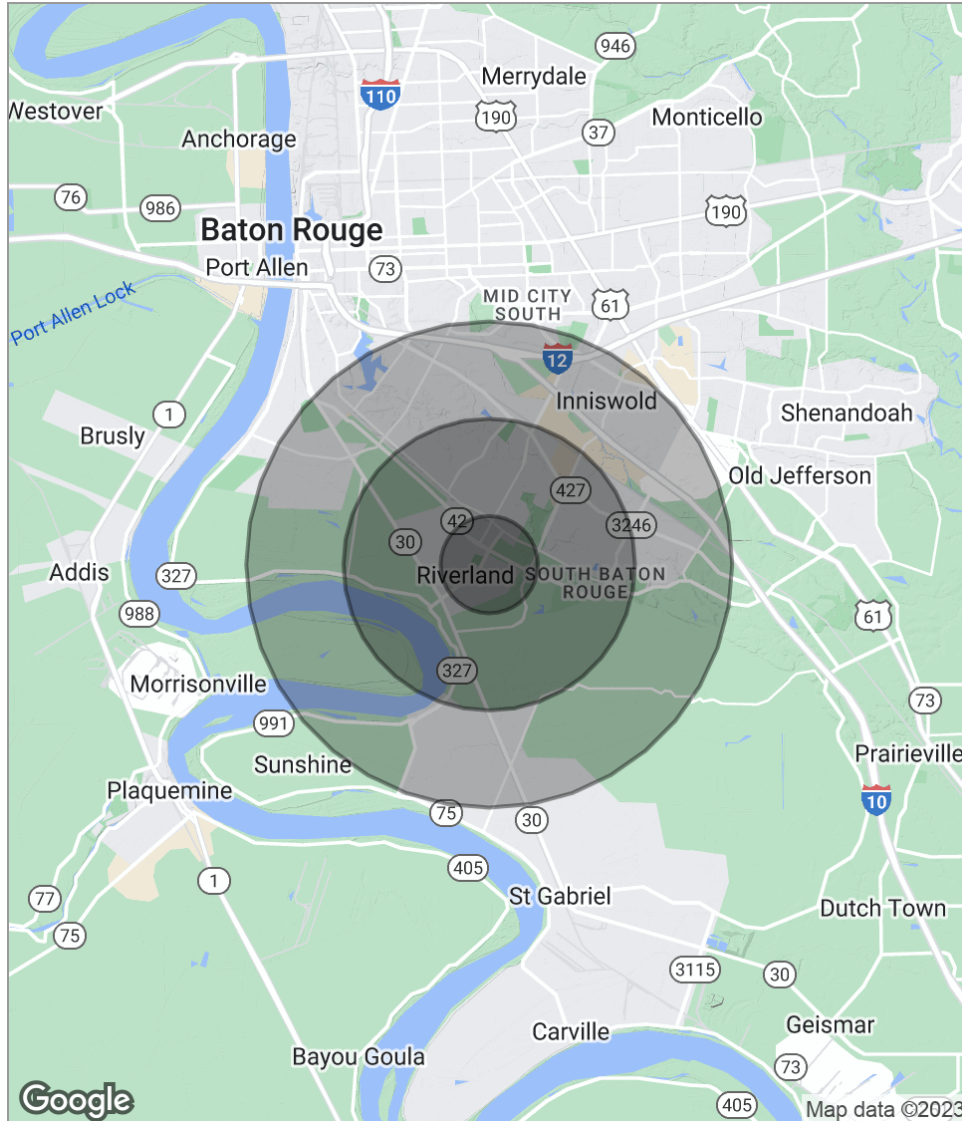 946
Merrydale
110
190
Westover
Monticello
37
Anchorage
76
986
190
Baton Rouge
73
Port Allen
MID CITY
SOUTH
61
Port Allen Lock
12
Inniswold
1
Shenandoah
Brusly
Old Jefferson
427
42
3246
30
Addis
327
Riverland
SOUTH BATON
ROUGE
988
61
327
Morrisonville
991
73
Sunshine
Prairieville
Plaquemine
75
30
10
405
1
St Gabriel
77
Dutch Town
75
3115
30
Carville
Geismar
Bayou Goula
73
Google
405
Map data ©2023